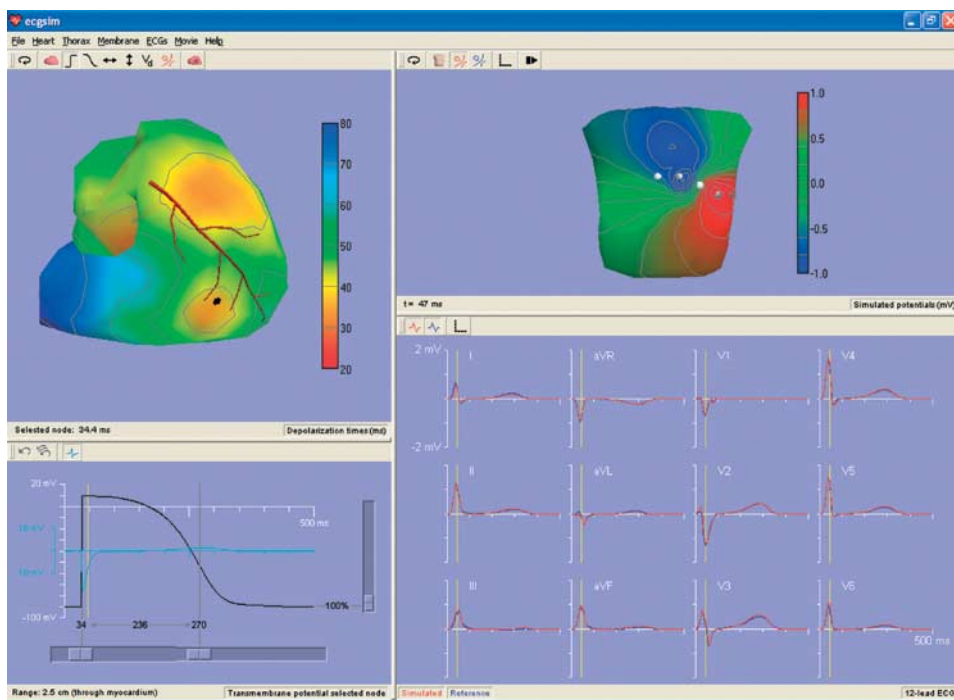 ecgsim
File Heart Thorax Membrane ECGs Movie Help
80
70
60
50
40
30
20
Selected node: 34.4 ms
Depolarization times (ms)
1.0
0.5
0.0
-0.5
-1.0
t = 47 ms
Simulated potentials (mV)
20 mV
10 mV
10 mV
-100 mV
500 ms
100%
34 236 270
Range: 2.5 cm (through myocardium)
Transmembrane potential selected node
2 mV
-2 mV
I aVR V1 V4
II aVL V2 V5
III aVF V3 V6
500 ms
Simulated Reference
12-lead ECG